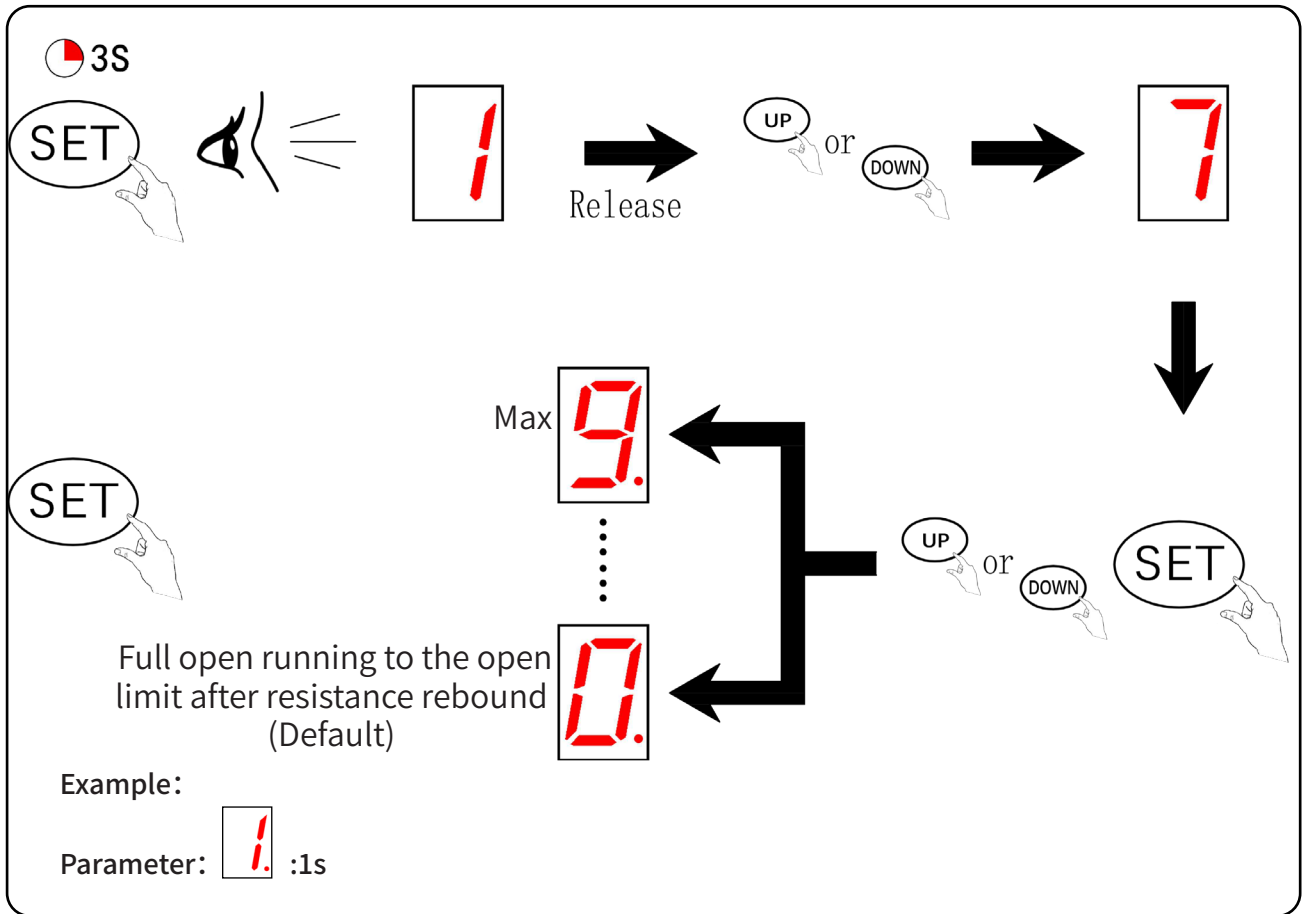 3S
SET
1
Release
UP
or
DOWN
7
Max
9.
SET
UP
or
DOWN
SET
Full open running to the open
limit after resistance rebound
(Default)
0.
Example:
Parameter: 1. :1s